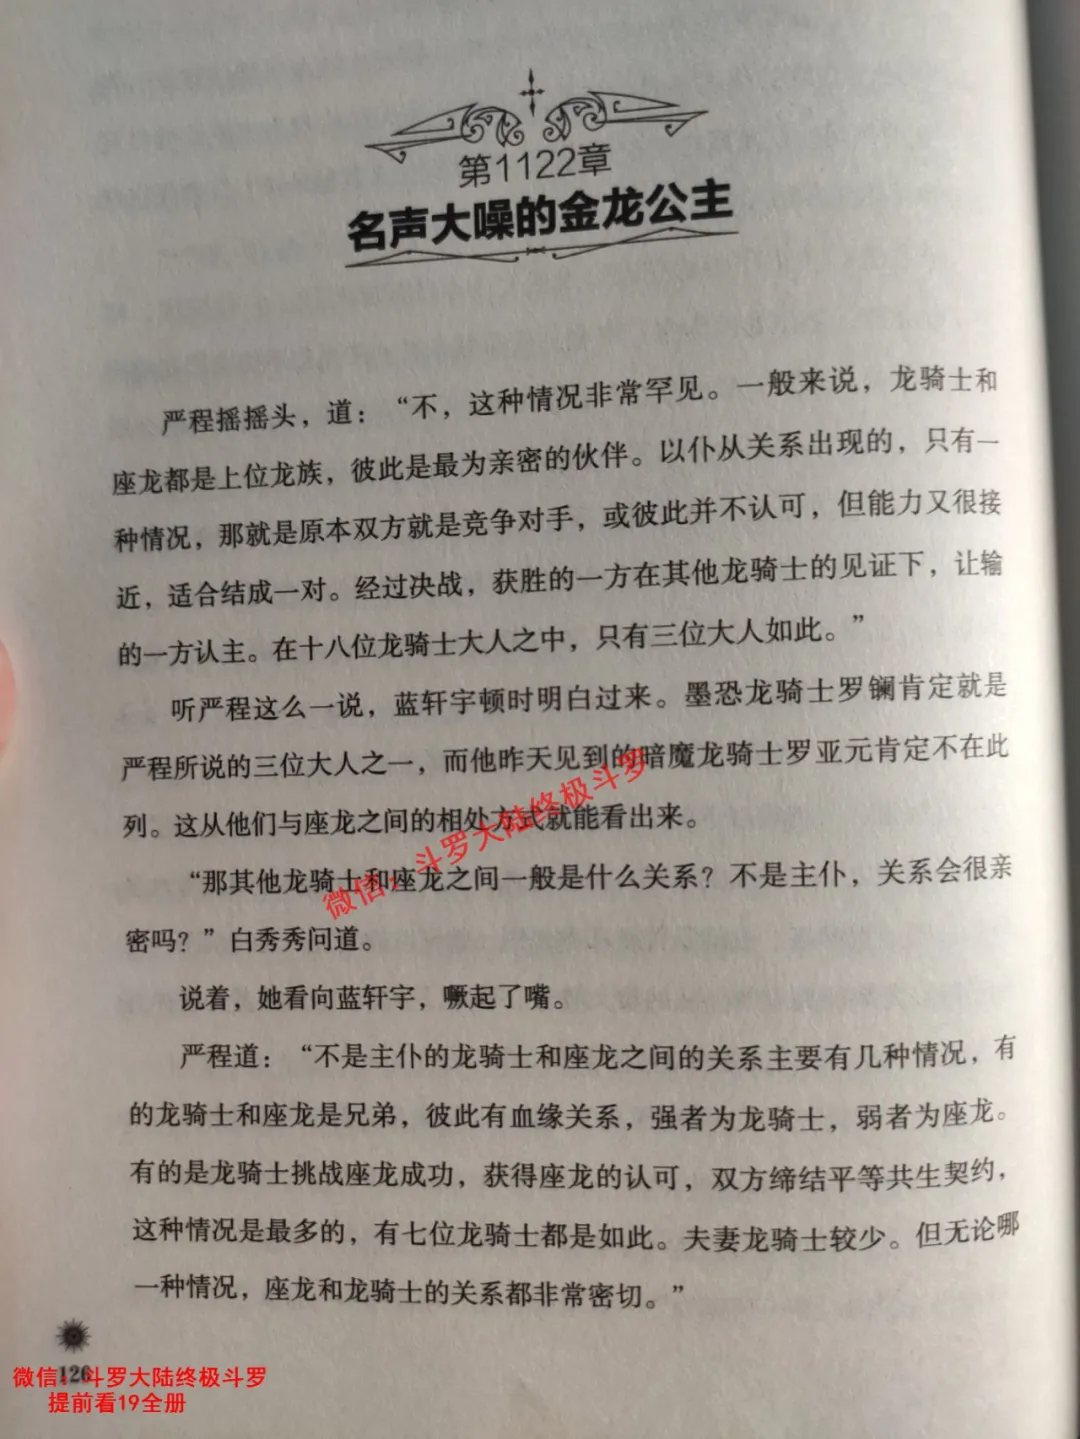 第1122章
名声大噪的金龙公主
严程摇摇头，道：“不，这种情况非常罕见。一般来说，龙骑士和
座龙都是上位龙族，彼此是最为亲密的伙伴。以仆从关系出现的，只有一
种情况，那就是原本双方就是竞争对手，或彼此并不认可，但能力又很接
近，适合结成一对。经过决战，获胜的一方在其他龙骑士的见证下，让输
的一方认主。在十八位龙骑士大人之中，只有三位大人如此。”
听严程这么一说，蓝轩宇顿时明白过来。墨恐龙骑士罗镧肯定就是
严程所说的三位大人之一，而他昨天见到的暗魔龙骑士罗亚元肯定不在此
列。这从他们与座龙之间的相处方式就能看出来。
“那其他龙骑士和座龙之间一般是什么关系？不是主仆，关系会很亲
密吗？”白秀秀问道。
说着，她看向蓝轩宇，噘起了嘴。
严程道：“不是主仆的龙骑士和座龙之间的关系主要有几种情况，有
的龙骑士和座龙是兄弟，彼此有血缘关系，强者为龙骑士，弱者为座龙。
有的是龙骑士挑战座龙成功，获得座龙的认可，双方缔结平等共生契约，
这种情况是最多的，有七位龙骑士都是如此。夫妻龙骑士较少。但无论哪
一种情况，座龙和龙骑士的关系都非常密切。”
微信：斗罗大陆终极斗罗
126
微信：斗罗大陆终极斗罗
提前看19全册